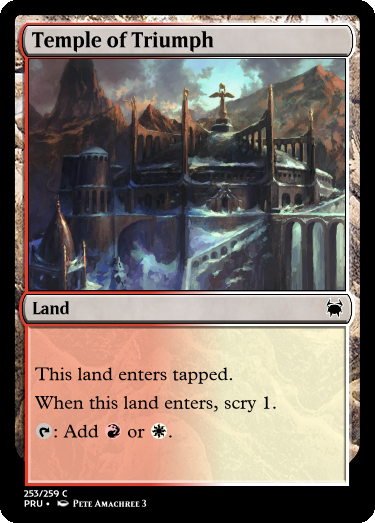 Temple of Triumph
Land
This land enters tapped.
When this land enters, scry 1.
: Add or .
253/259 C
PRU • Pete Amachree 3